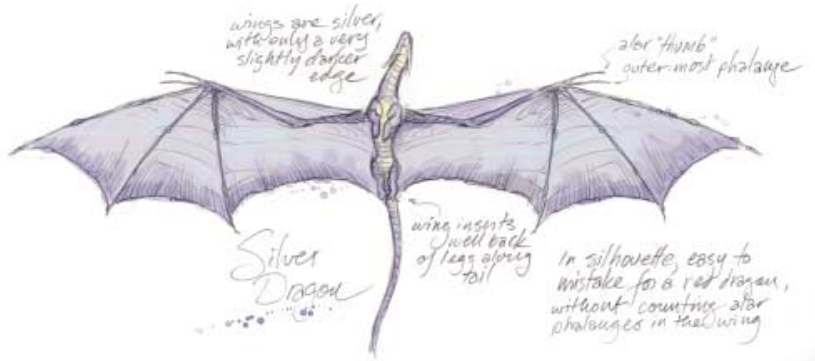 wings are silver,
with only a very
slightly darker
edge
alar "thumb"
outer-most phalange
wing inserts
well back
of legs along
tail
Silver
Dragon
In silhouette, easy to
mistake for a red dragon,
without counting alar
phalanges in the wing